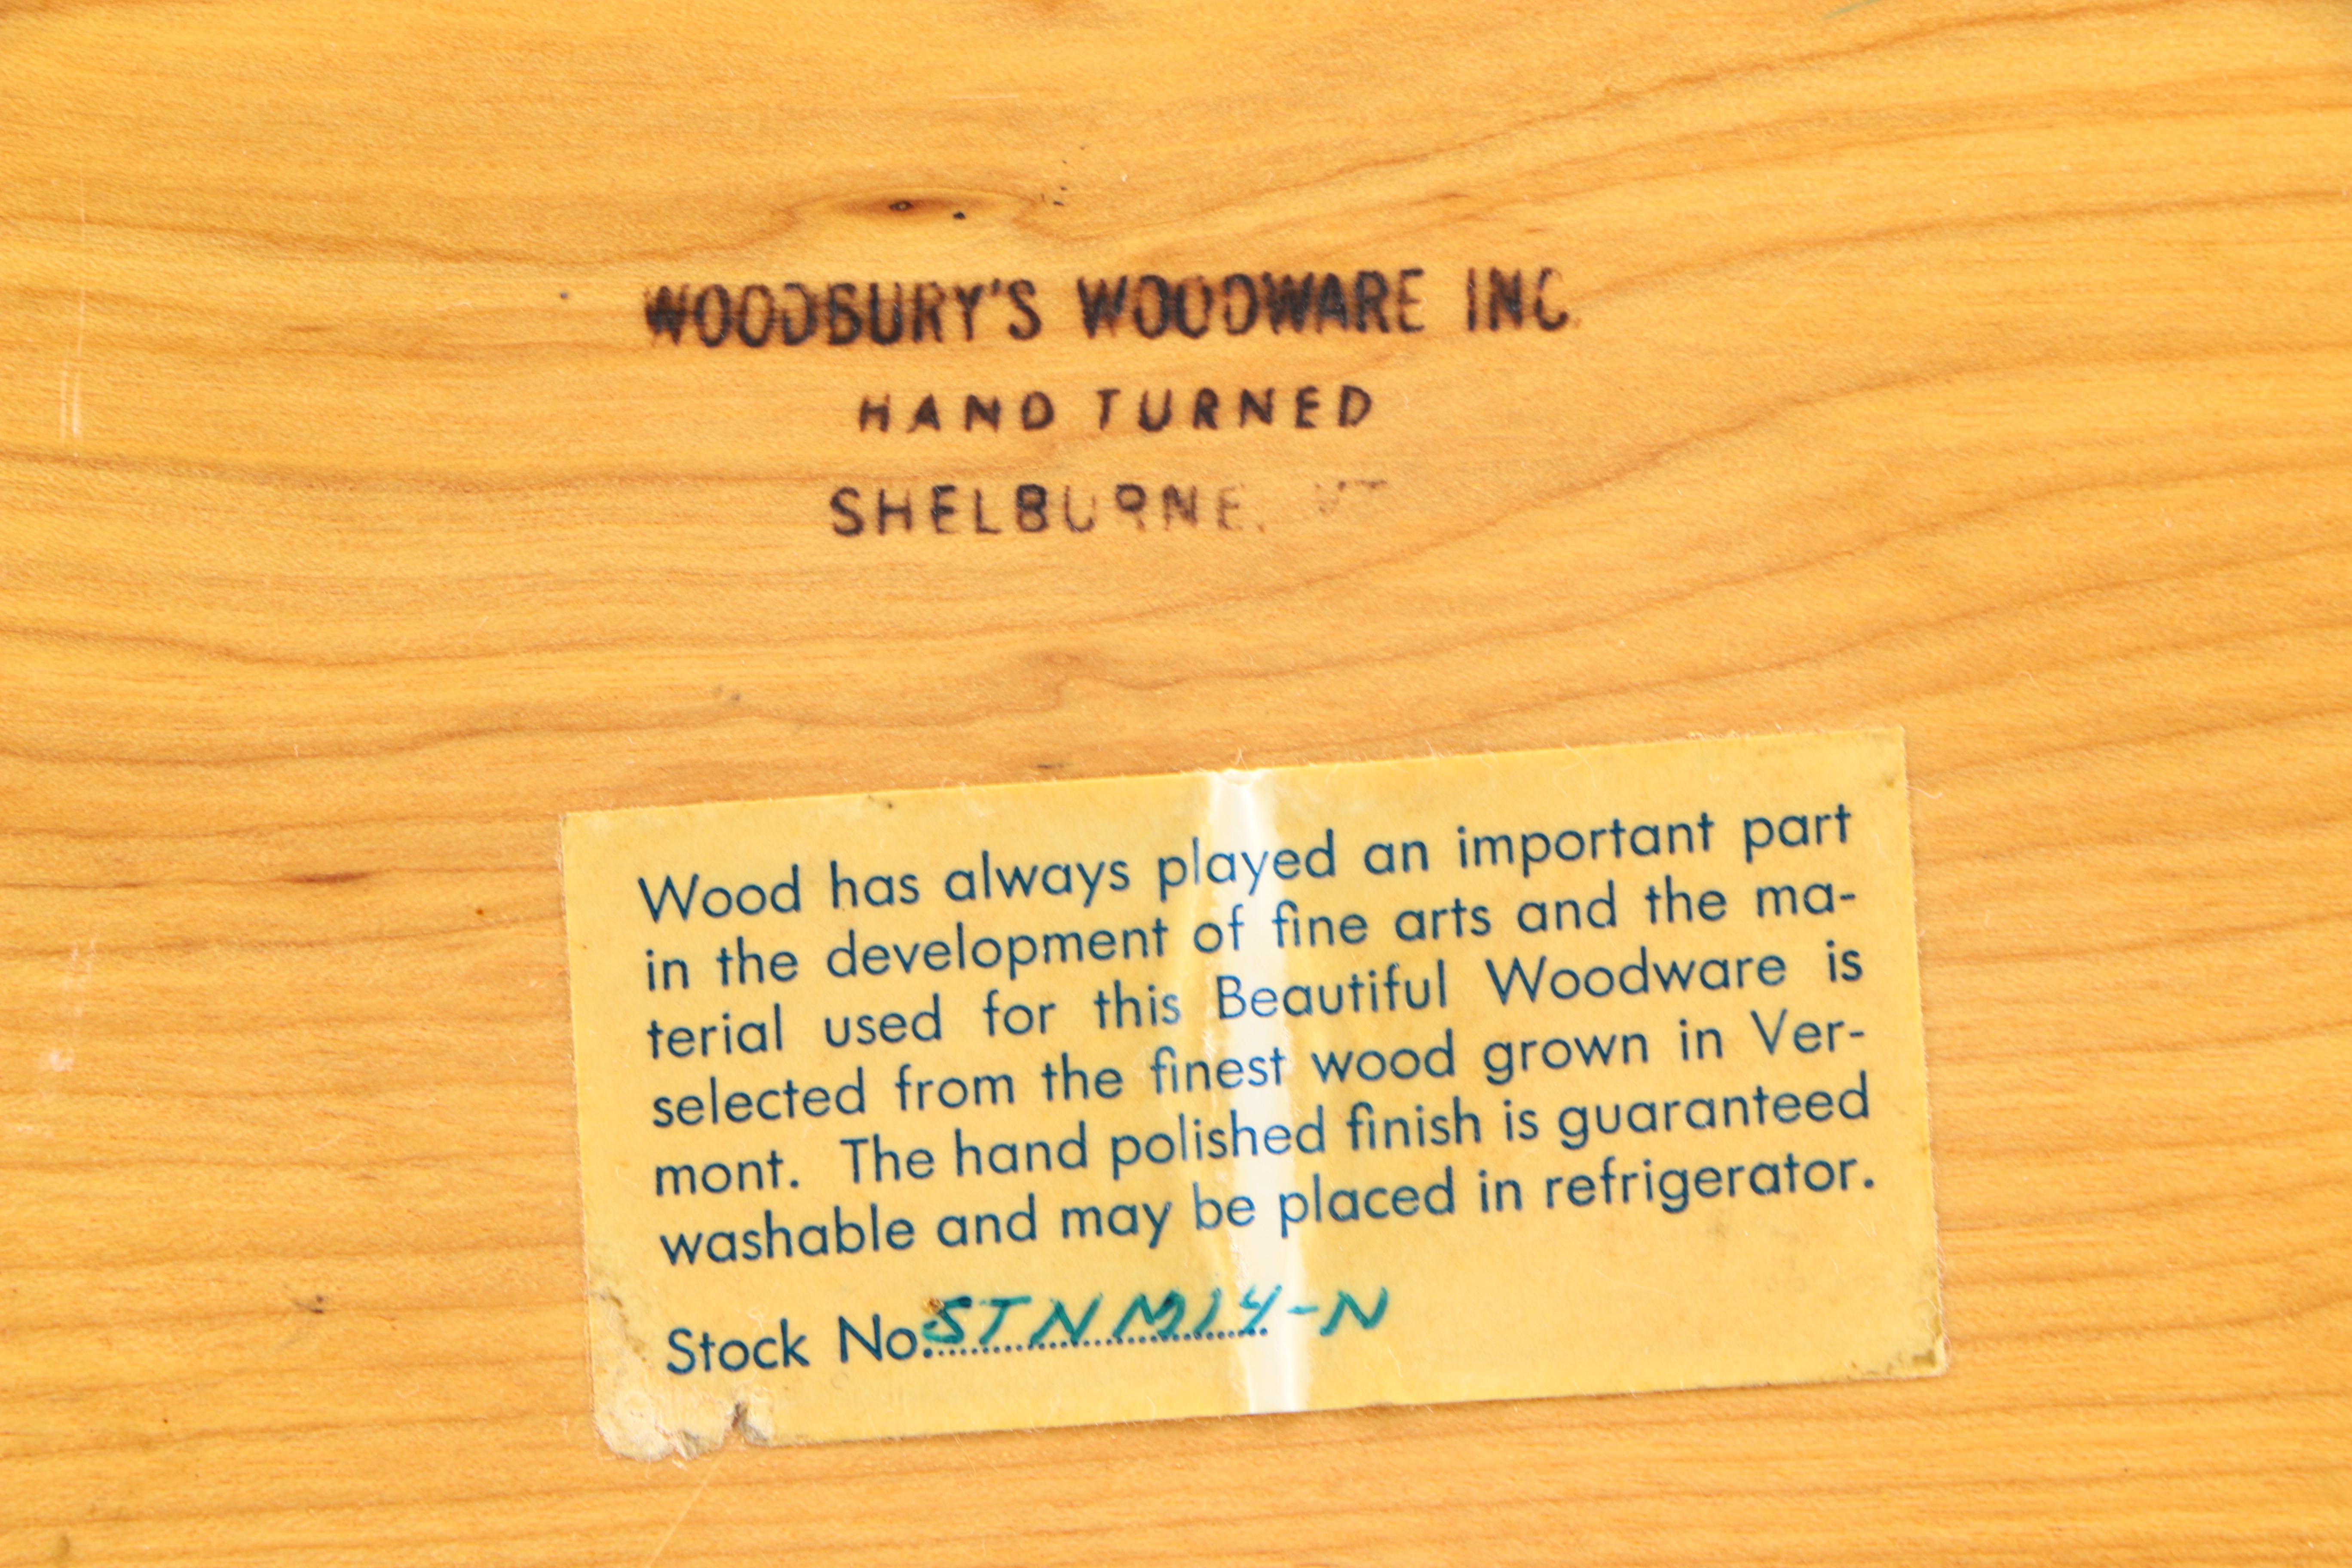 WOODBURY'S WOODWARE INC.
HAND TURNED
SHELBURNE, VT
Wood has always played an important part
in the development of fine arts and the ma-
terial used for this Beautiful Woodware is
selected from the finest wood grown in Ver-
mont. The hand polished finish is guaranteed
washable and may be placed in refrigerator.
Stock No. STNM14-N